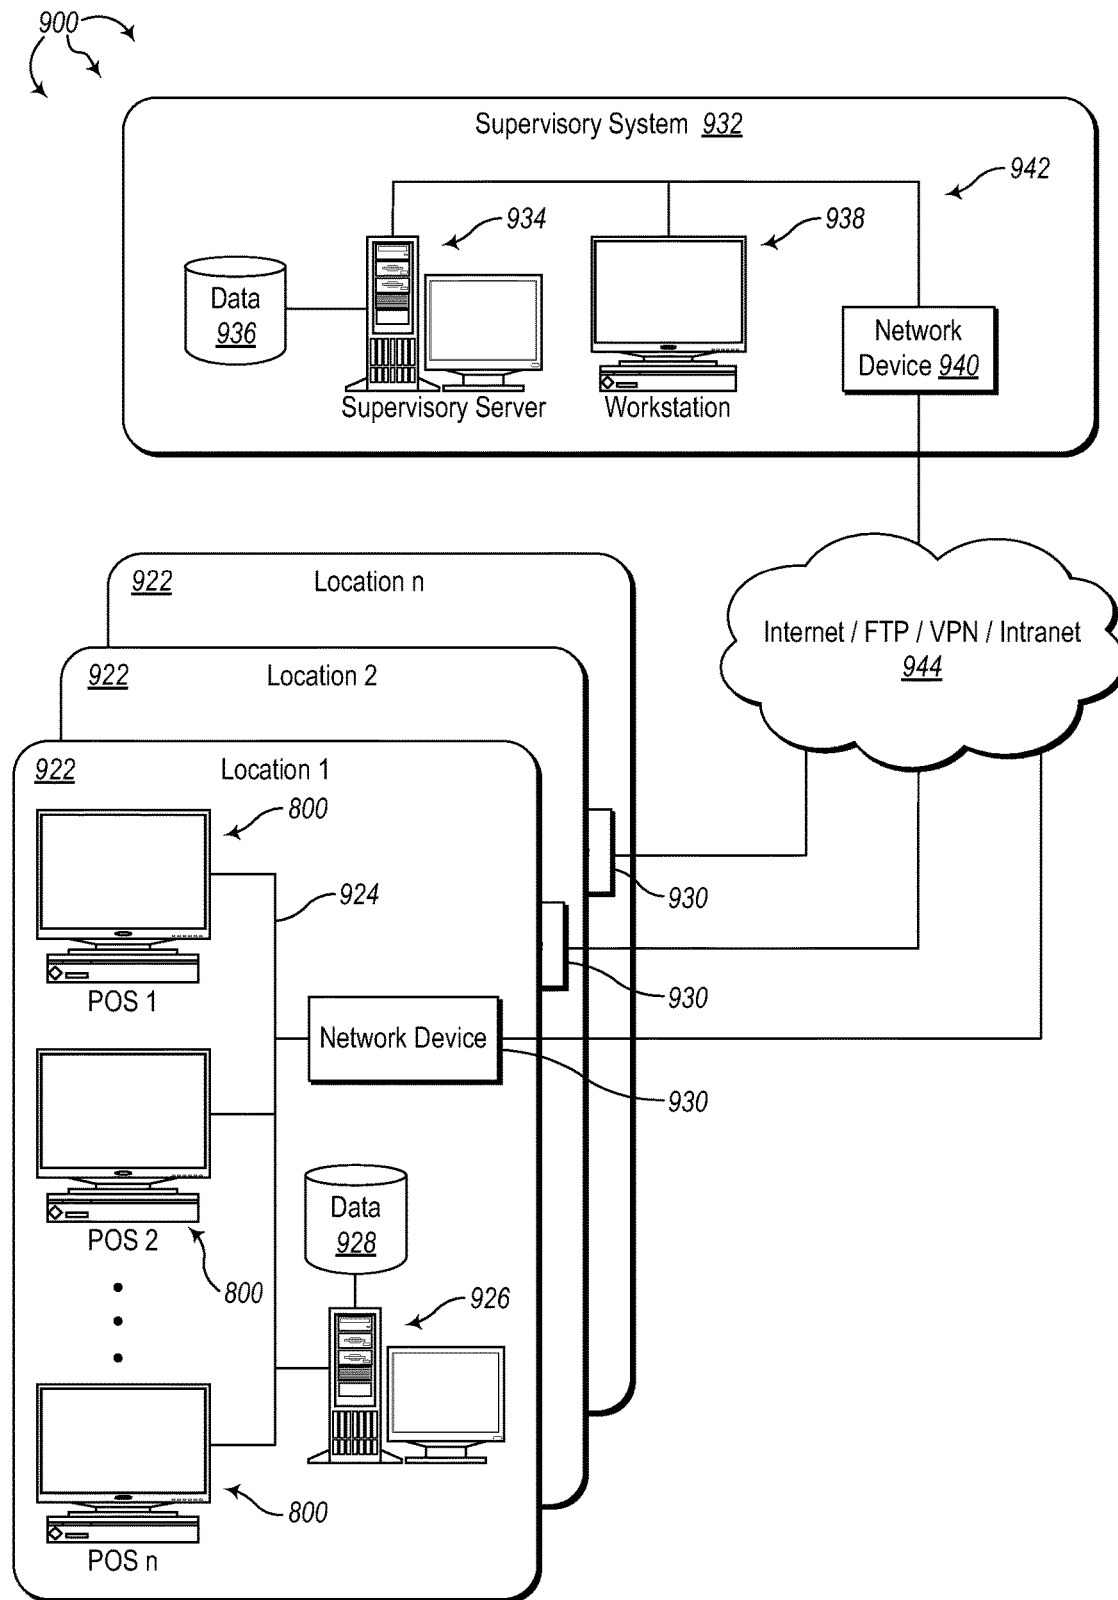 900
Supervisory System 932
942
934
938
Data
936
Network
Device 940
Supervisory Server
Workstation
922 Location n
Internet / FTP / VPN / Intranet
944
922 Location 2
922 Location 1
800
924
930
930
POS 1
Network Device
930
Data
928
POS 2
800
926
800
POS n